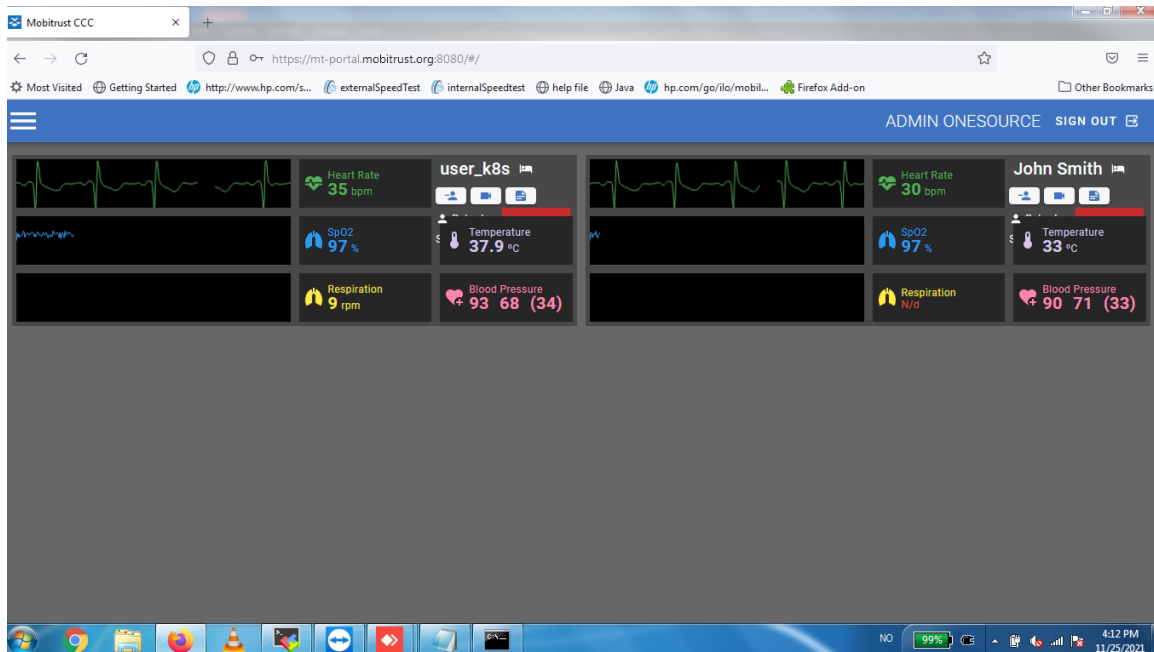 Mobitrust CCC
https://mt-portal.mobitrust.org:8080/#/
Most Visited Getting Started http://www.hp.com/s... externalSpeedTest internalSpeedtest help file Java hp.com/go/ilo/mobil... Firefox Add-on Other Bookmarks
ADMIN ONESOURCE SIGN OUT
Heart Rate
35 bpm
user_k8s
SpO2
97 %
Temperature
37.9 ºC
Respiration
9 rpm
Blood Pressure
93 68 (34)
Heart Rate
30 bpm
John Smith
SpO2
97 %
Temperature
33 ºC
Respiration
N/d
Blood Pressure
90 71 (33)
NO 99% 4:12 PM
11/25/2021